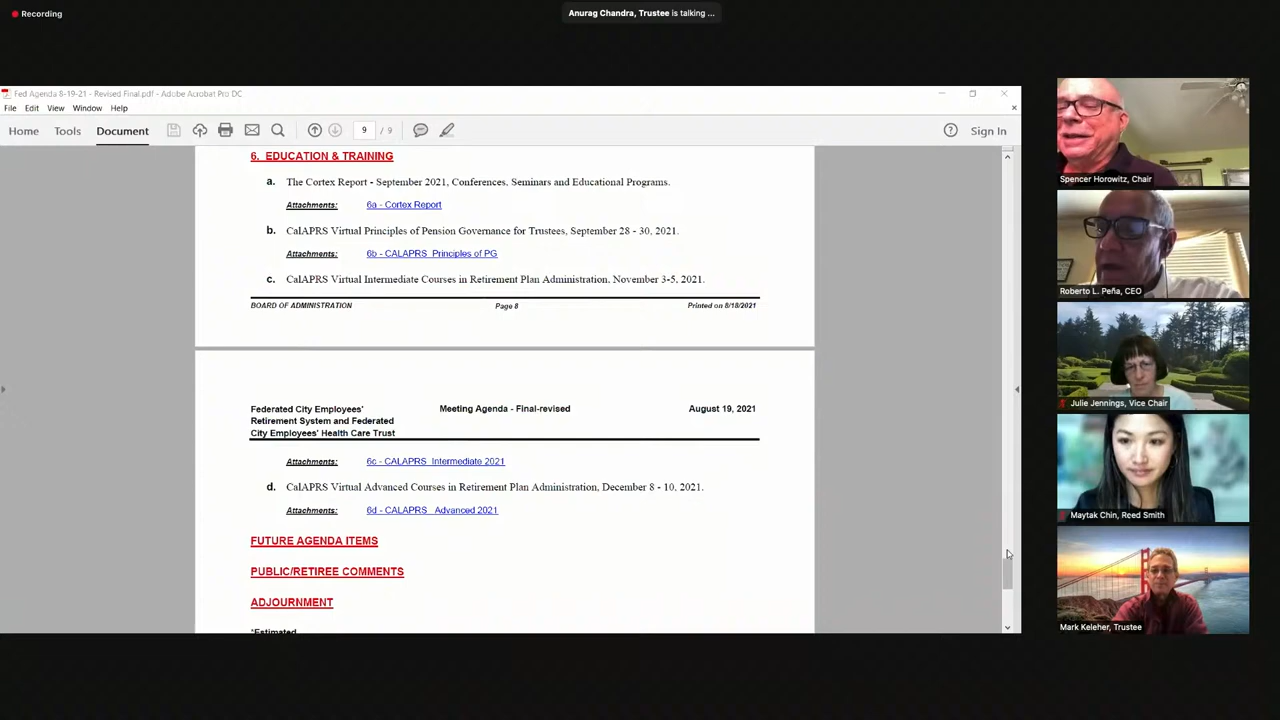 Recording
Anurag Chandra, Trustee is talking ...
Fed Agenda 8-19-21 - Revised Final.pdf - Adobe Acrobat Pro DC
File Edit View Window Help
Home Tools Document 9 / 9 Sign In
6. EDUCATION & TRAINING
a. The Cortex Report - September 2021, Conferences, Seminars and Educational Programs.
Attachments: 6a - Cortex Report
b. CalAPRS Virtual Principles of Pension Governance for Trustees, September 28 - 30, 2021.
Attachments: 6b - CALAPRS Principles of PG
c. CalAPRS Virtual Intermediate Courses in Retirement Plan Administration, November 3-5, 2021.
BOARD OF ADMINISTRATION Page 8 Printed on 8/18/2021
Federated City Employees' Meeting Agenda - Final-revised August 19, 2021
Retirement System and Federated
City Employees' Health Care Trust
Attachments: 6c - CALAPRS Intermediate 2021
d. CalAPRS Virtual Advanced Courses in Retirement Plan Administration, December 8 - 10, 2021.
Attachments: 6d - CALAPRS Advanced 2021
FUTURE AGENDA ITEMS
PUBLIC/RETIREE COMMENTS
ADJOURNMENT
*Estimated
Spencer Horowitz, Chair
Roberto L. Peña, CEO
Julie Jennings, Vice Chair
Maytak Chin, Reed Smith
Mark Keleher, Trustee